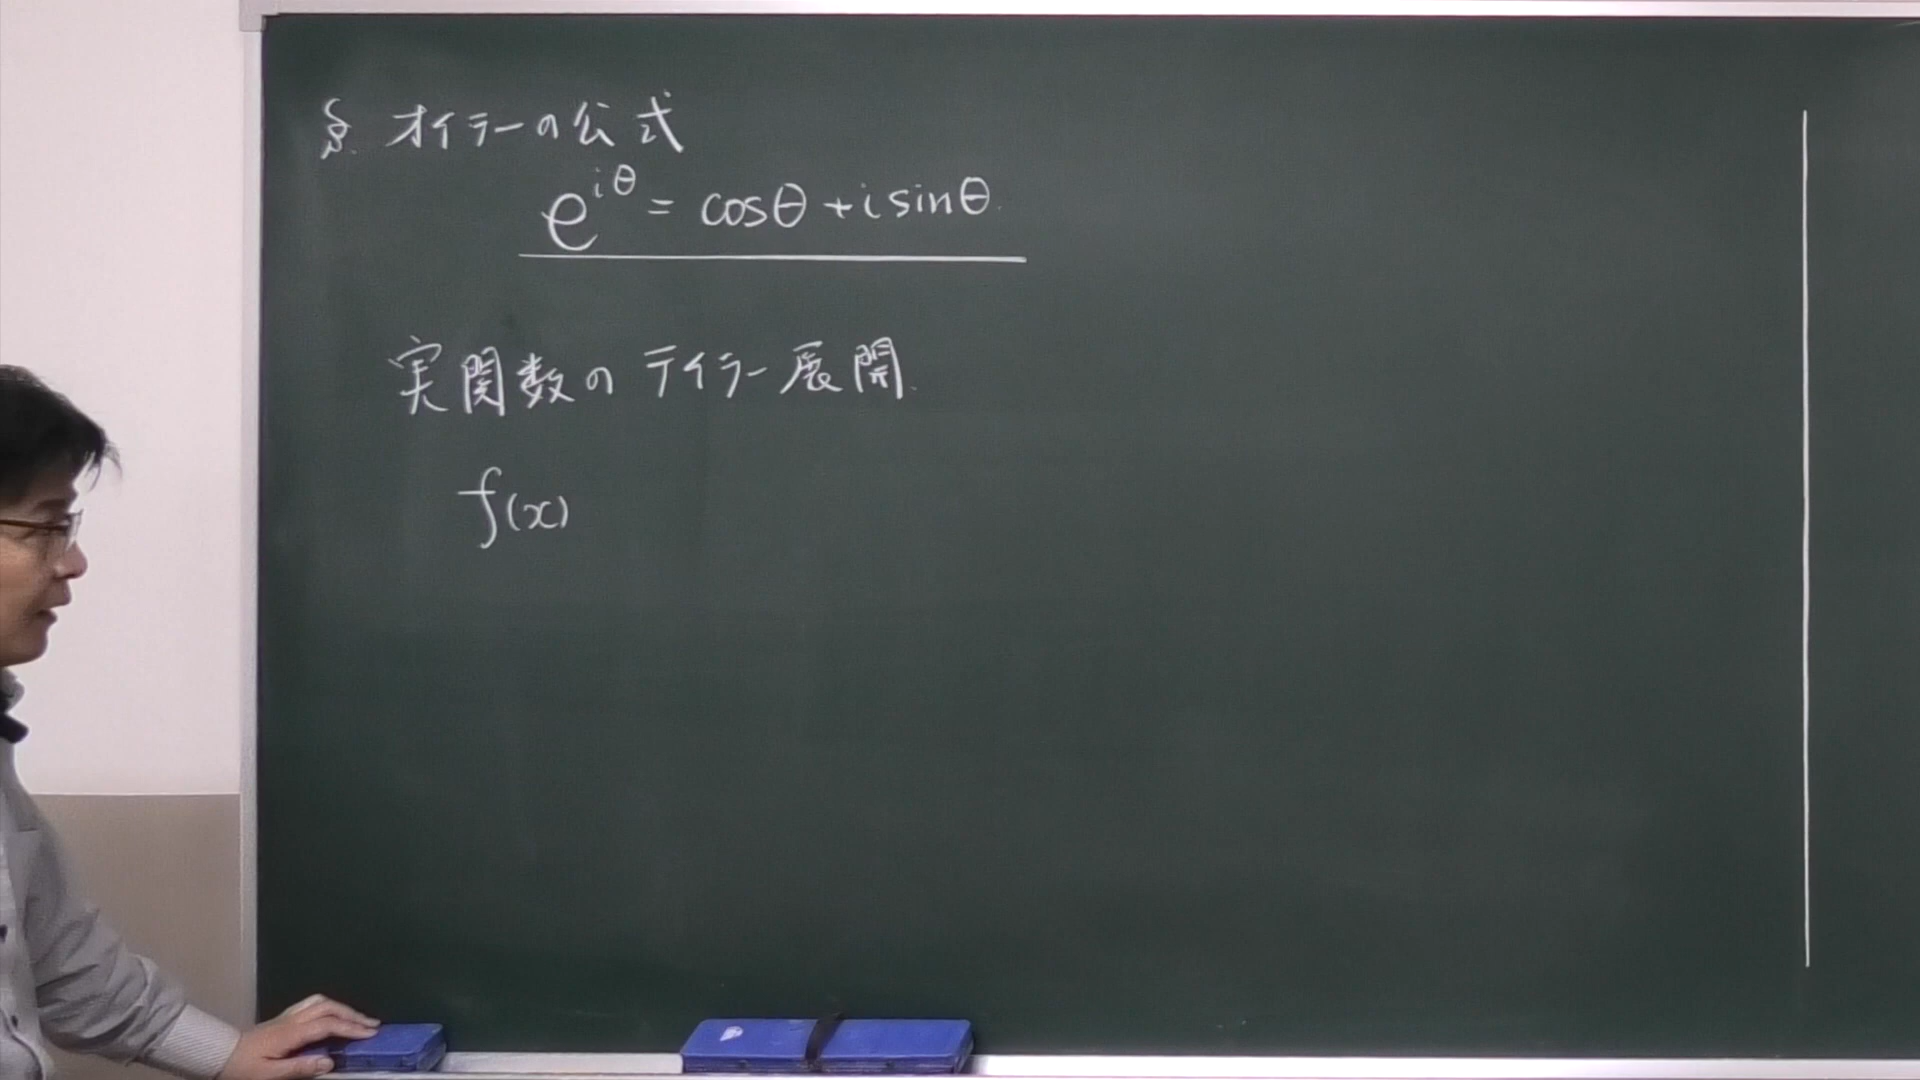 §. オイラーの公式
e^{iθ} = cosθ + i sinθ.
実関数のテイラー展開.
f(x)